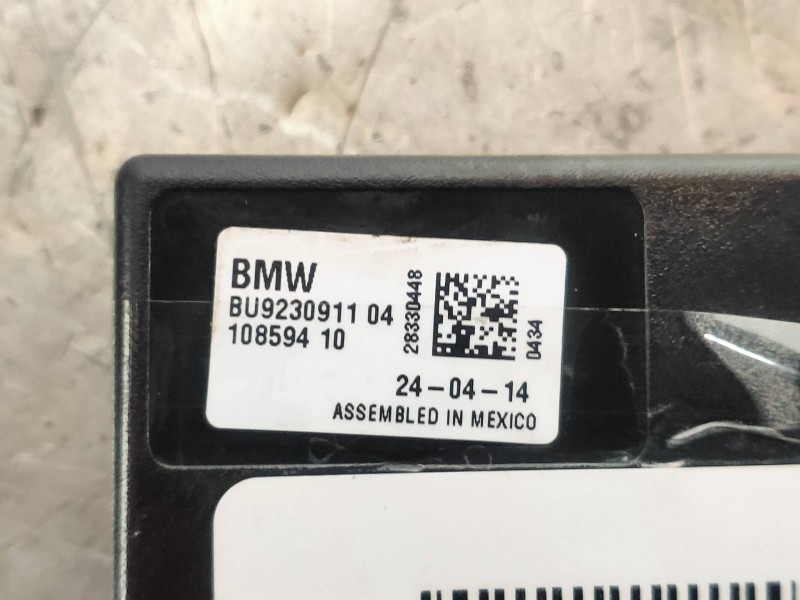 BMW
BU9230911 04
108594 10
28330448
0434
24-04-14
ASSEMBLED IN MEXICO